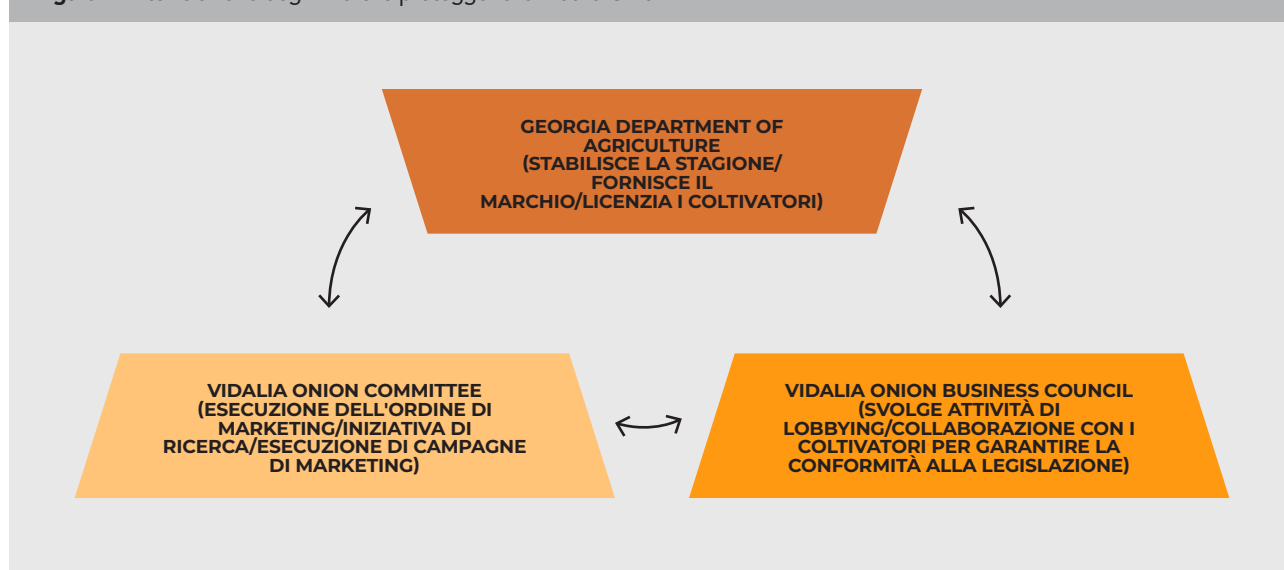 GEORGIA DEPARTMENT OF
AGRICULTURE
(STABILISCE LA STAGIONE/
FORNISCE IL
MARCHIO/LICENZIA I COLTIVATORI)
VIDALIA ONION COMMITTEE
(ESECUZIONE DELL'ORDINE DI
MARKETING/INIZIATIVA DI
RICERCA/ESECUZIONE DI CAMPAGNE
DI MARKETING)
VIDALIA ONION BUSINESS COUNCIL
(SVOLGE ATTIVITÀ DI
LOBBYING/COLLABORAZIONE CON I
COLTIVATORI PER GARANTIRE LA
CONFORMITÀ ALLA LEGISLAZIONE)